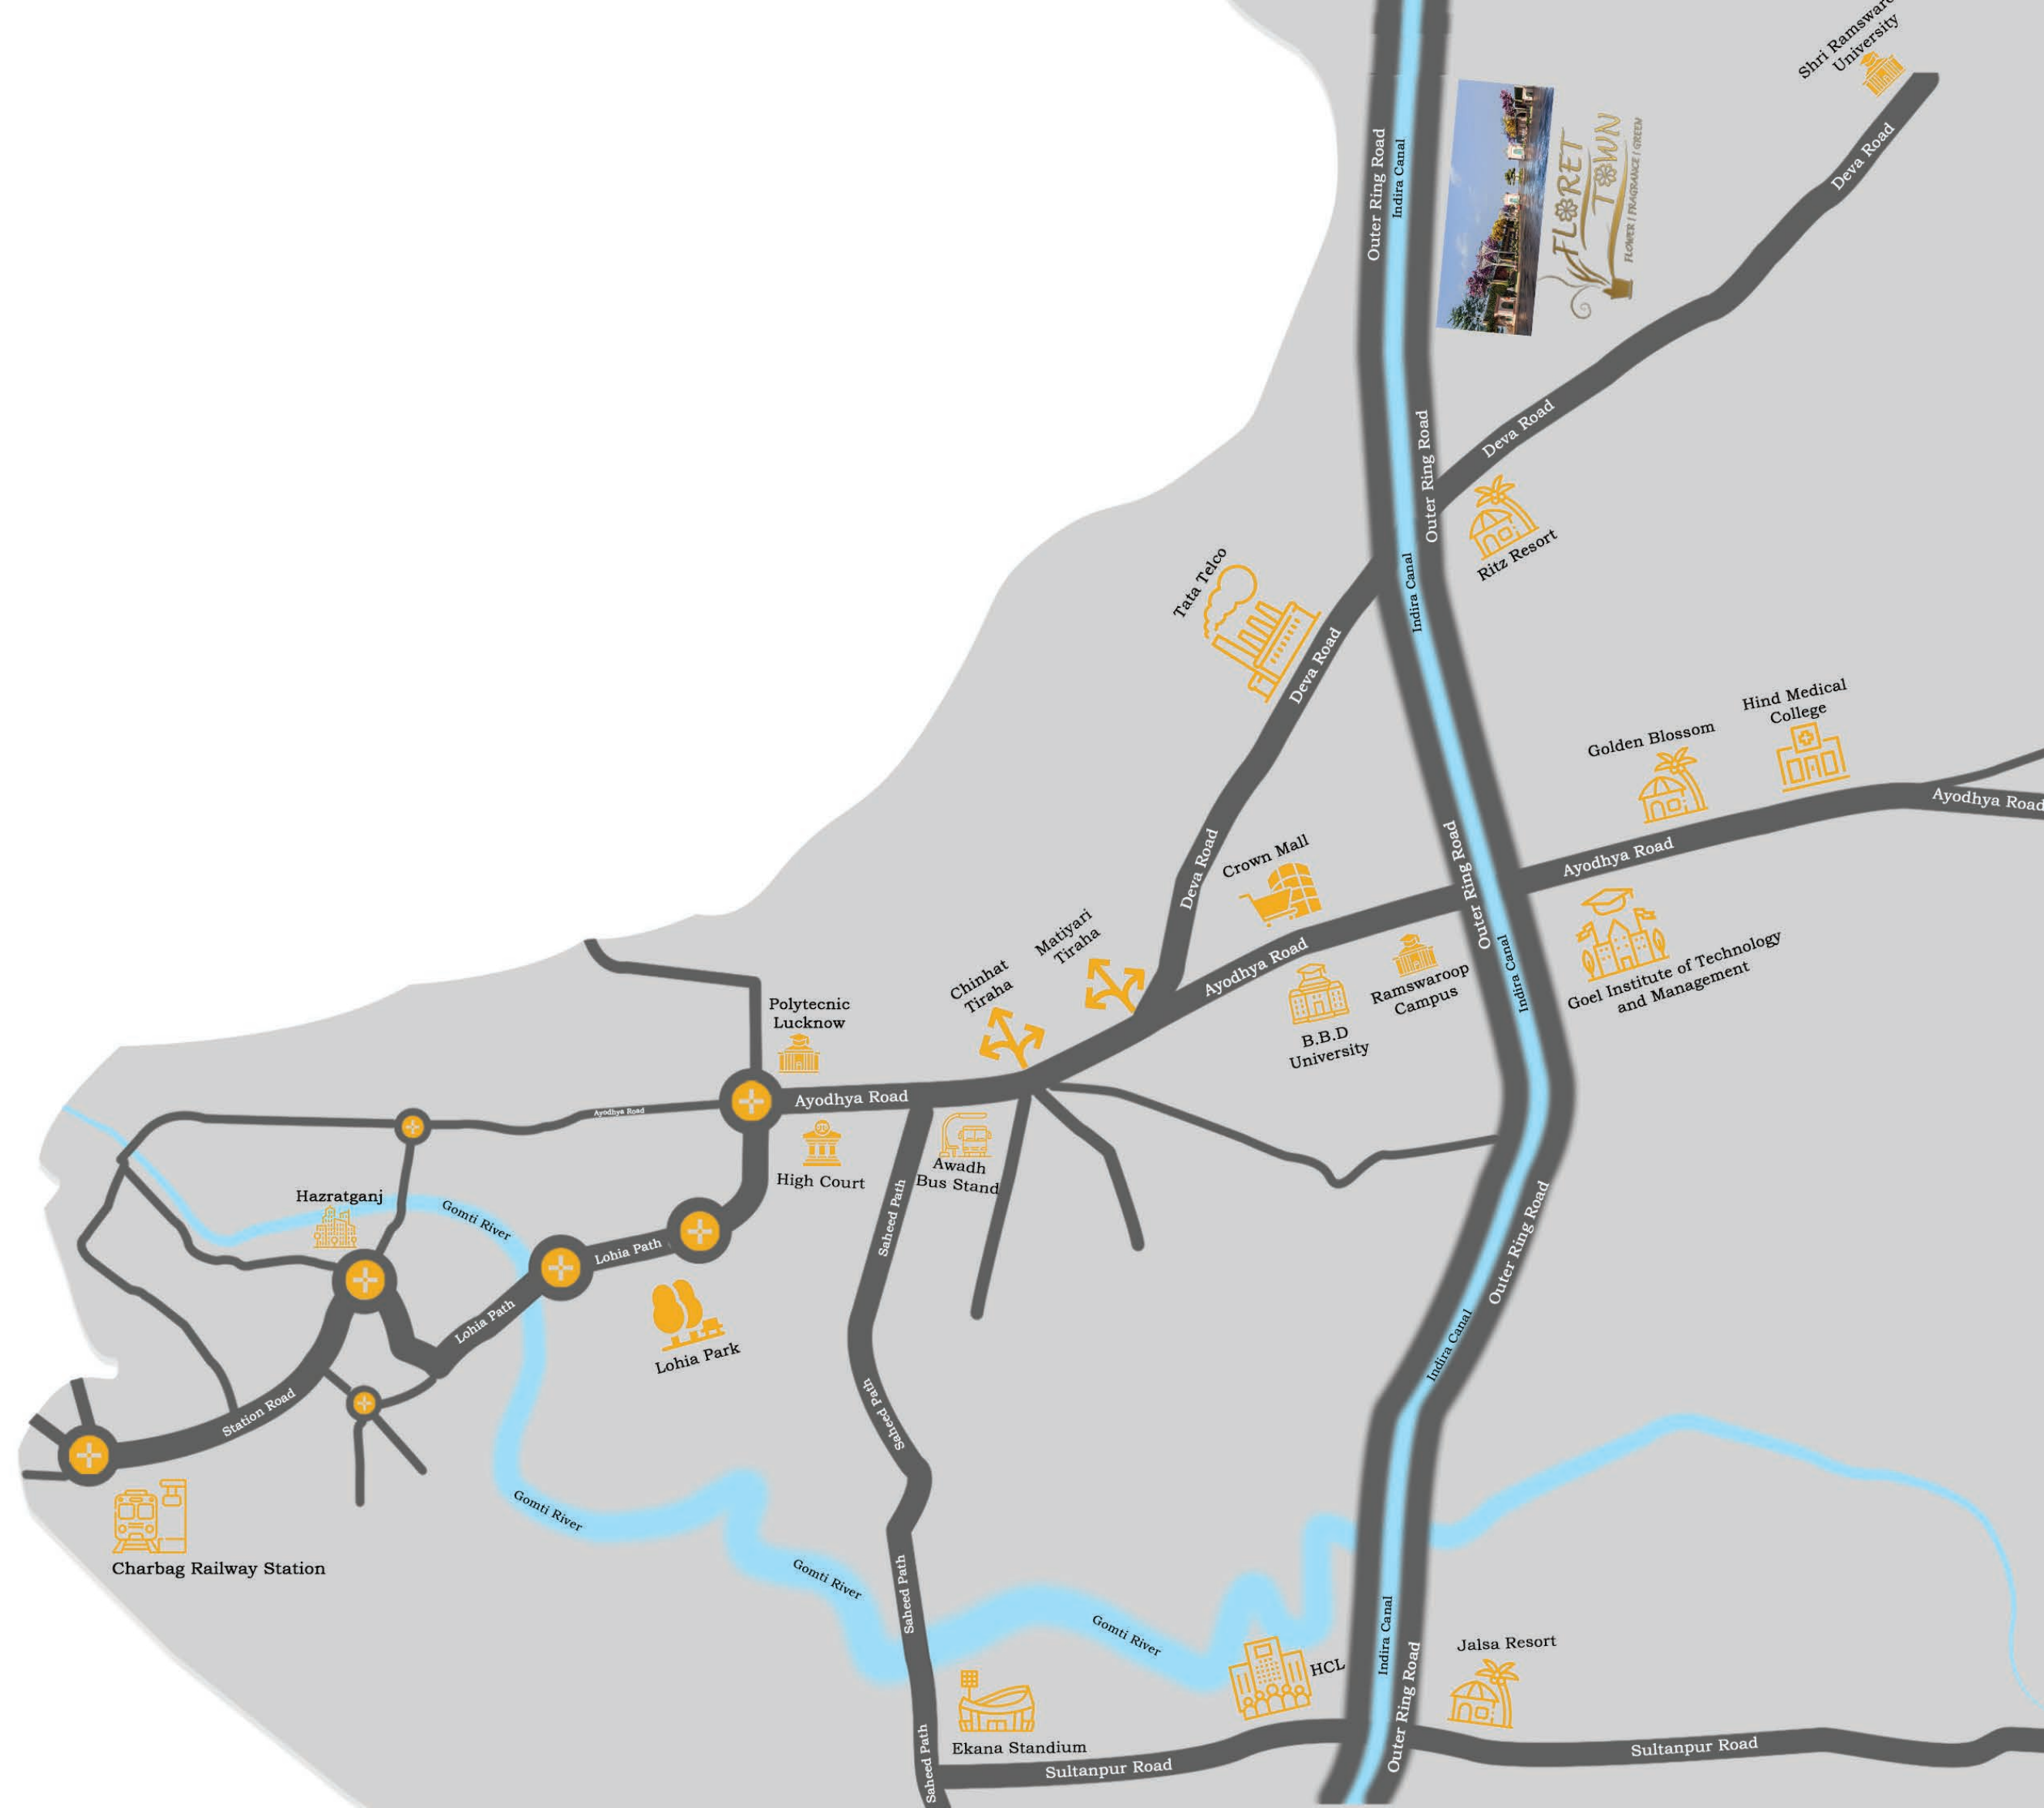 Shri Ramswar
University
Deva Road
Outer Ring Road
Indira Canal
FLORET
TOWN
FLOWER | FRAGRANCE | GREEN
Deva Road
Outer Ring Road
Ritz Resort
Indira Canal
Tata Telco
Deva Road
Hind Medical
College
Golden Blossom
Ayodhya Road
Ayodhya Road
Outer Ring Road
Indira Canal
Crown Mall
Deva Road
Ayodhya Road
Matiyari
Tiraha
Chinhat
Tiraha
B.B.D
University
Ramswaroop
Campus
Goel Institute of Technology
and Management
Polytecnic
Lucknow
Ayodhya Road
Ayodhya Road
High Court
Awadh
Bus Stand
Saheed Path
Hazratganj
Gomti River
Lohia Path
Lohia Path
Lohia Park
Outer Ring Road
Indira Canal
Station Road
Saheed Path
Charbag Railway Station
Gomti River
Gomti River
Saheed Path
Gomti River
HCL
Indira Canal
Outer Ring Road
Jalsa Resort
Ekana Standium
Saheed Path
Sultanpur Road
Sultanpur Road